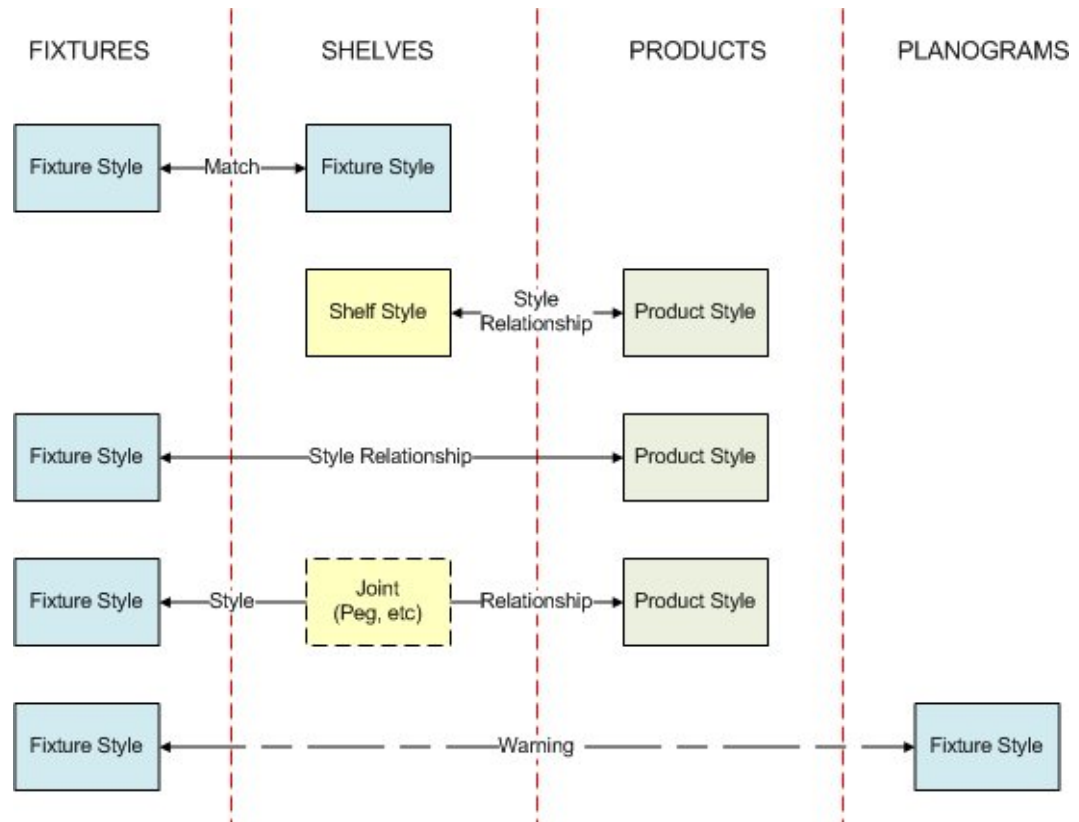 FIXTURES
SHELVES
PRODUCTS
PLANOGRAMS
Fixture Style
Match
Fixture Style
Shelf Style
Style
Relationship
Product Style
Fixture Style
Style Relationship
Product Style
Fixture Style
Style
Joint
(Peg, etc)
Relationship
Product Style
Fixture Style
Warning
Fixture Style